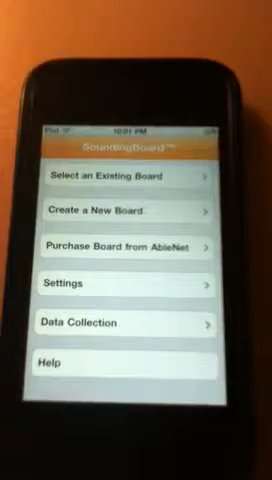 iPod 10:01 PM
SoundingBoard™
Select an Existing Board
Create a New Board
Purchase Board from AbleNet
Settings
Data Collection
Help